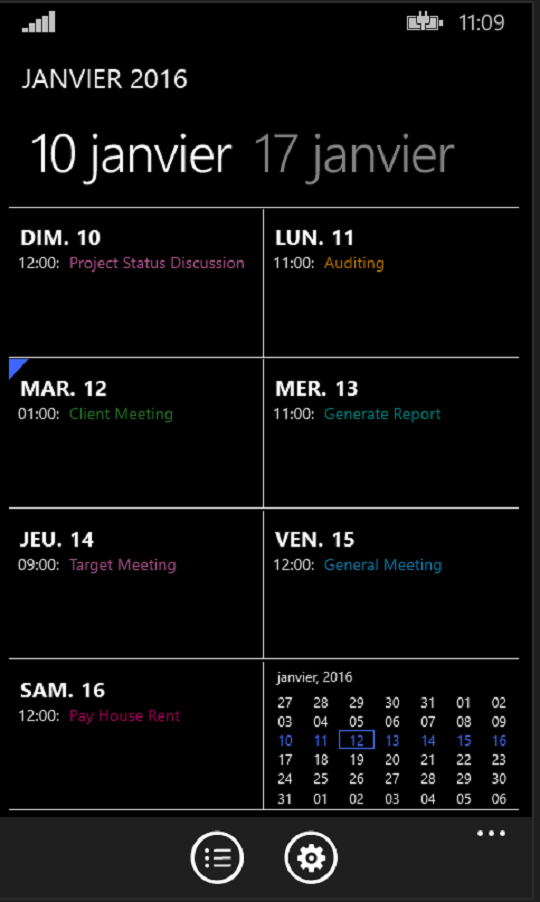 11:09
JANVIER 2016
10 janvier 17 janvier
DIM. 10
12:00: Project Status Discussion
LUN. 11
11:00: Auditing
MAR. 12
01:00: Client Meeting
MER. 13
11:00: Generate Report
JEU. 14
09:00: Target Meeting
VEN. 15
12:00: General Meeting
SAM. 16
12:00: Pay House Rent
janvier, 2016
27 28 29 30 31 01 02
03 04 05 06 07 08 09
10 11 12 13 14 15 16
17 18 19 20 21 22 23
24 25 26 27 28 29 30
31 01 02 03 04 05 06